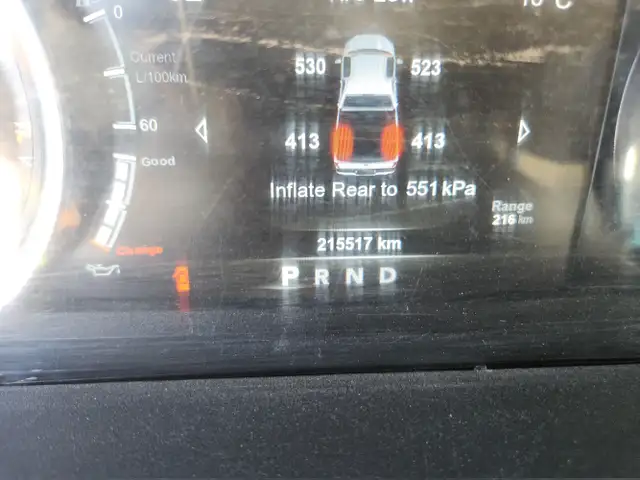 0
Current
L/100km
60
Good
Change
530
523
413
413
Inflate Rear to 551 kPa
Range
216 km
215517 km
P R N D